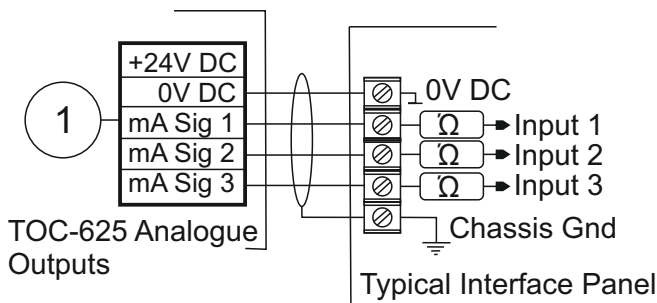 +24V DC
0V DC
mA Sig 1
mA Sig 2
mA Sig 3
1
TOC-625 Analogue
Outputs
0V DC
Ω Input 1
Ω Input 2
Ω Input 3
Chassis Gnd
Typical Interface Panel